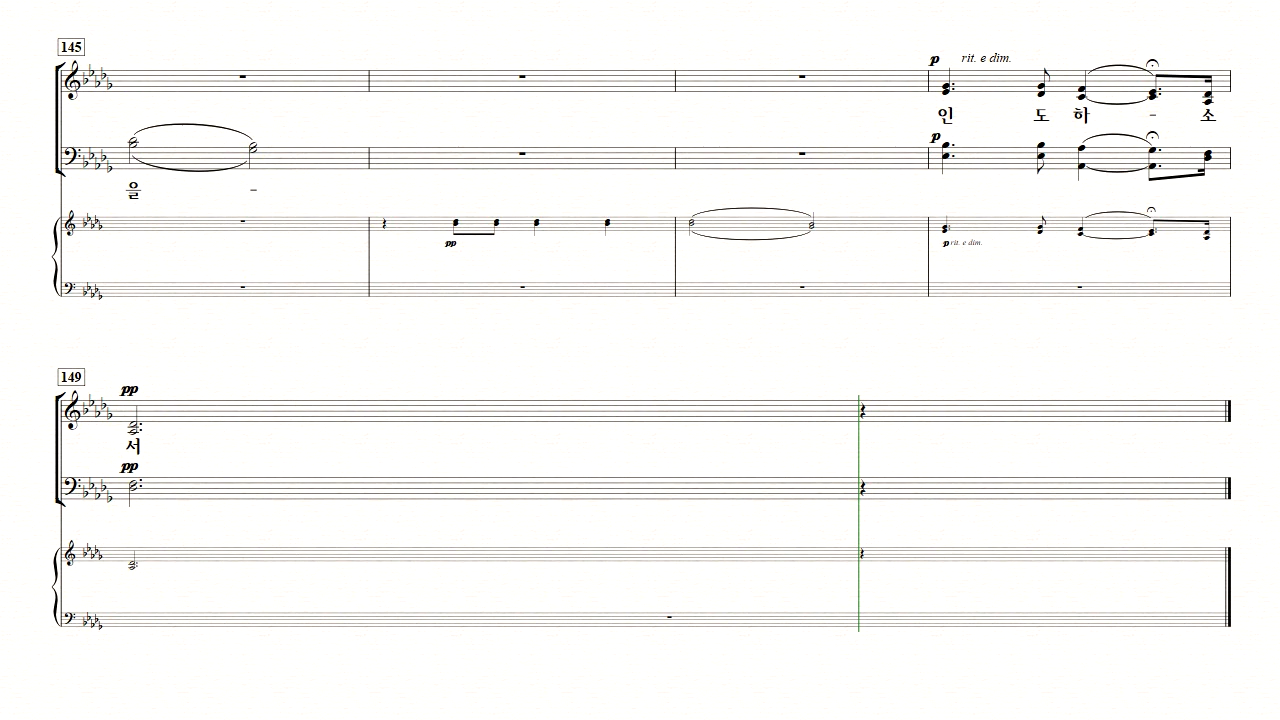 145
p rit. e dim.
인 도 하 - 소
p
을 -
pp
p rit. e dim.
149
pp
서
pp